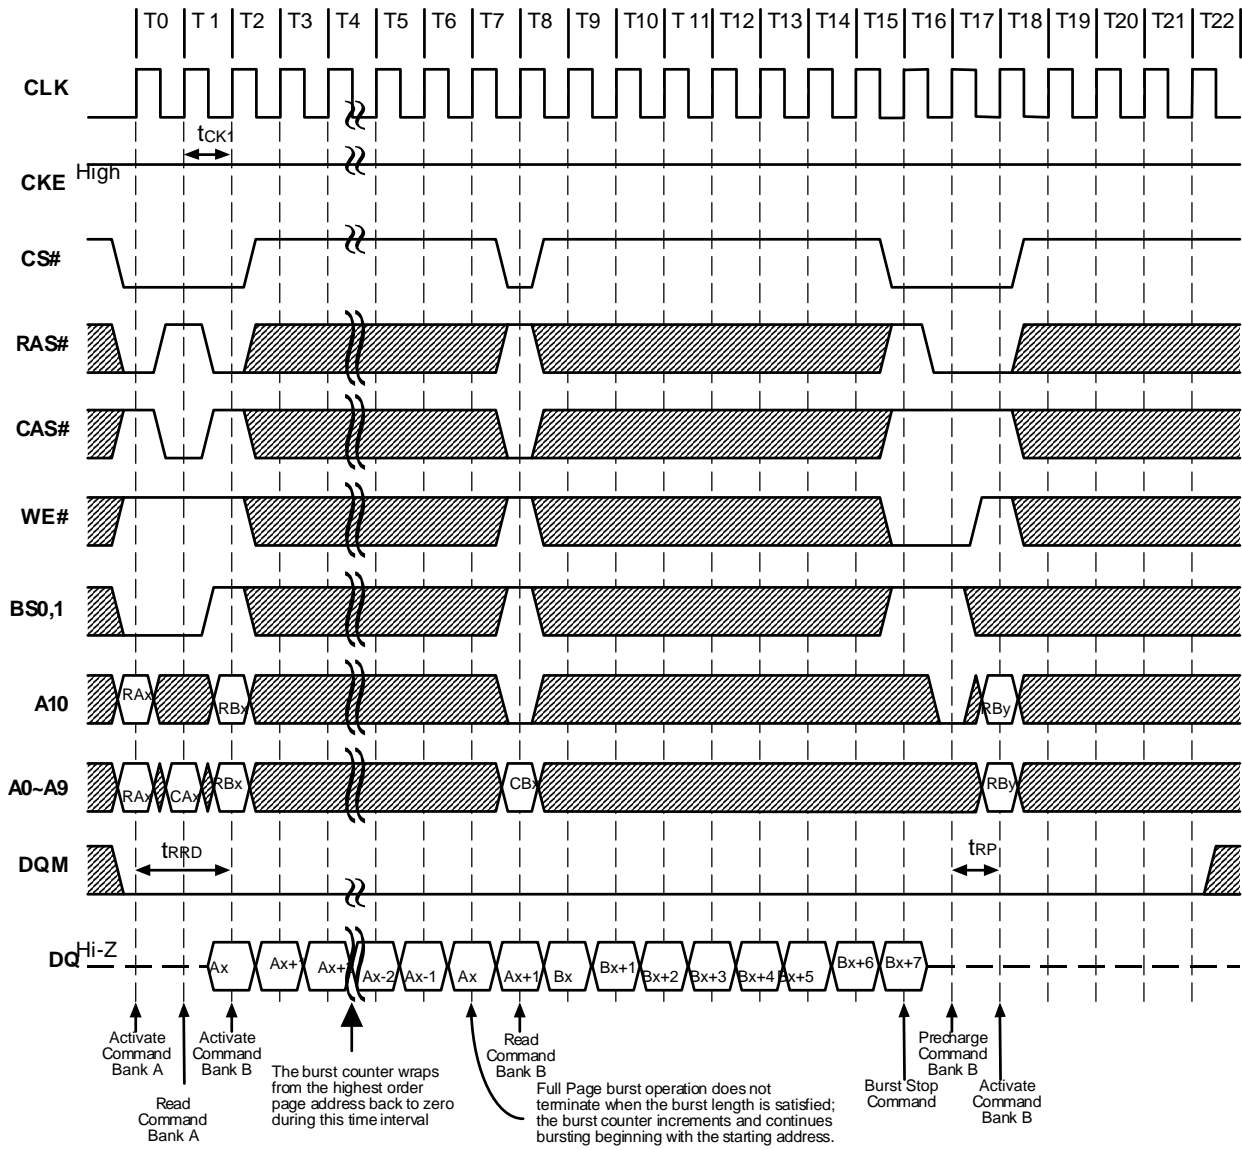 T0 T1 T2 T3 T4 T5 T6 T7 T8 T9 T10 T11 T12 T13 T14 T15 T16 T17 T18 T19 T20 T21 T22
CLK
tCK1
High
CKE
CS#
RAS#
CAS#
WE#
BS0,1
A10
RAx RBx RBy
A0~A9
RAx CAx RBx CBx RBy
DQM
tRRD tRP
Hi-Z
DQ
Ax Ax+1 Ax+2 Ax-2 Ax-1 Ax Ax+1 Bx Bx+1 Bx+2 Bx+3 Bx+4 Bx+5 Bx+6 Bx+7
Activate
Command
Bank A
Read
Command
Bank A
Activate
Command
Bank B
The burst counter wraps
from the highest order
page address back to zero
during this time interval
Read
Command
Bank B
Full Page burst operation does not
terminate when the burst length is satisfied;
the burst counter increments and continues
bursting beginning with the starting address.
Burst Stop
Command
Precharge
Command
Bank B
Activate
Command
Bank B